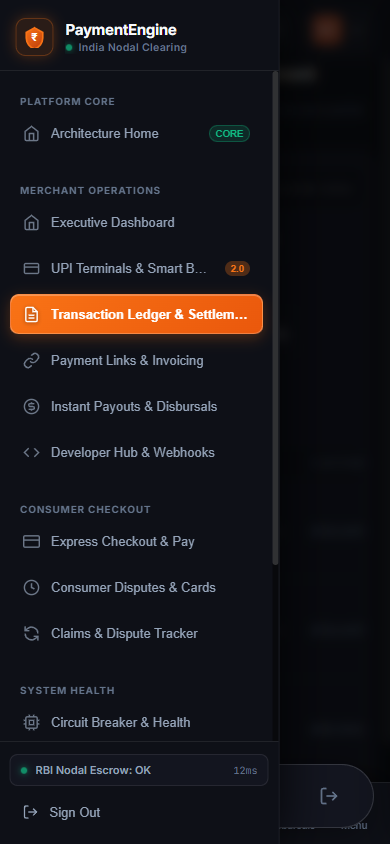 PaymentEngine
India Nodal Clearing
PLATFORM CORE
Architecture Home CORE
MERCHANT OPERATIONS
Executive Dashboard
UPI Terminals & Smart B... 2.0
Transaction Ledger & Settlem...
Payment Links & Invoicing
Instant Payouts & Disbursals
Developer Hub & Webhooks
CONSUMER CHECKOUT
Express Checkout & Pay
Consumer Disputes & Cards
Claims & Dispute Tracker
SYSTEM HEALTH
Circuit Breaker & Health
RBI Nodal Escrow: OK 12ms
Sign Out